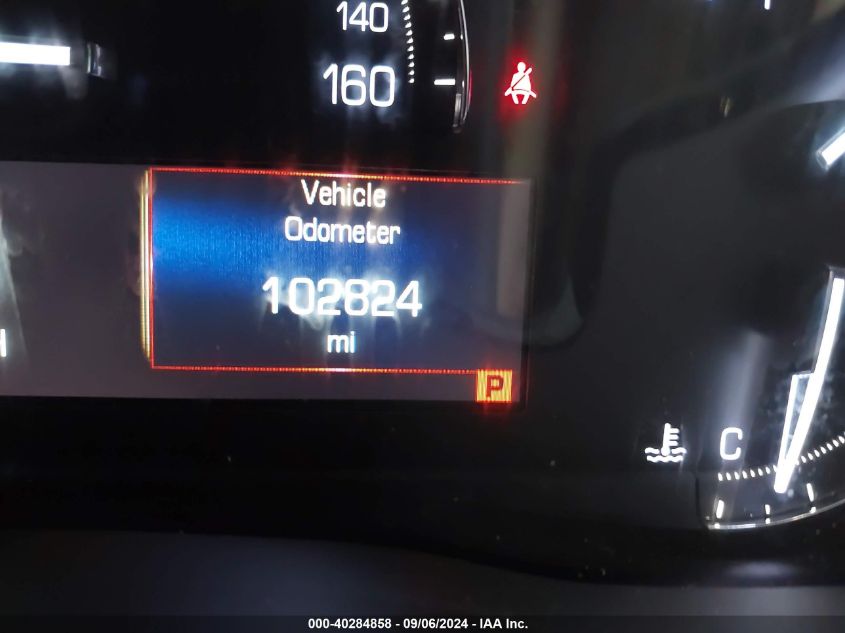 140
160
Vehicle
Odometer
102824
mi
P
C
000-40284858 - 09/06/2024 - IAA Inc.